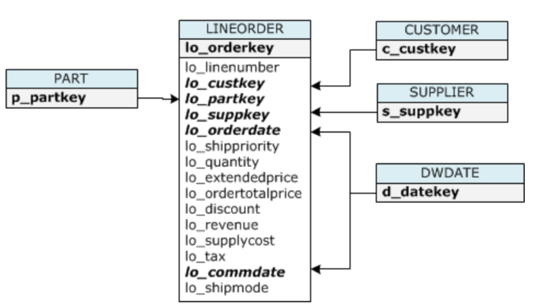 PART
p_partkey
LINEORDER
lo_orderkey
lo_linenumber
lo_custkey
lo_partkey
lo_suppkey
lo_orderdate
lo_shippriority
lo_quantity
lo_extendedprice
lo_ordertotalprice
lo_discount
lo_revenue
lo_supplycost
lo_tax
lo_commdate
lo_shipmode
CUSTOMER
c_custkey
SUPPLIER
s_suppkey
DWDATE
d_datekey